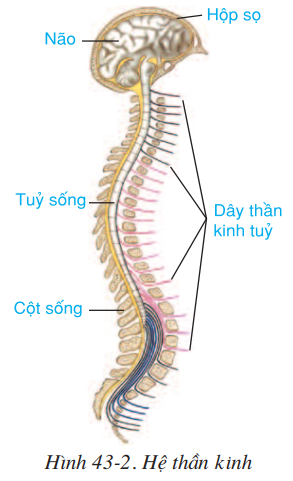 Hộp sọ
Não
Tuỷ sống
Dây thần
kinh tuỷ
Cột sống
Hình 43-2. Hệ thần kinh